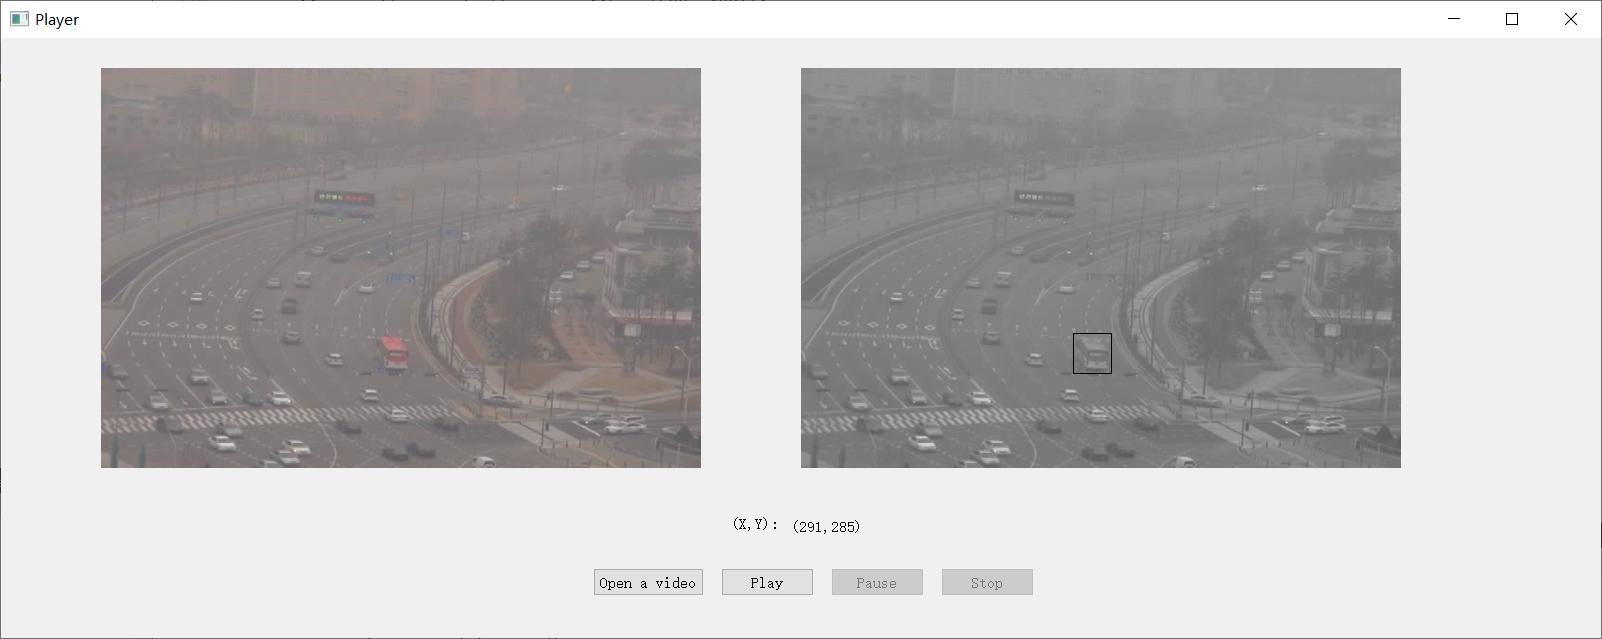 Player
(X,Y): (291,285)
Open a video
Play
Pause
Stop